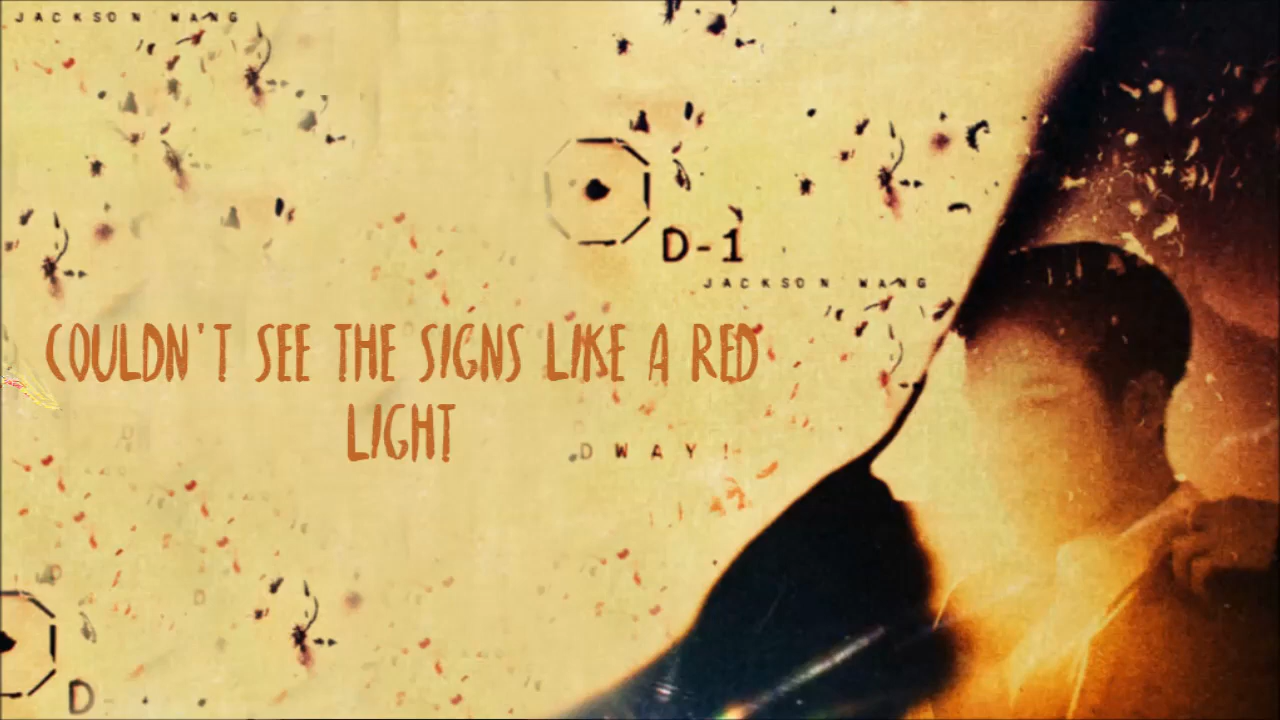 JACKSON WANG
D-1
JACKSON WANG
COULDN'T SEE THE SIGNS LIKE A RED
LIGHT
DWAY!
D-